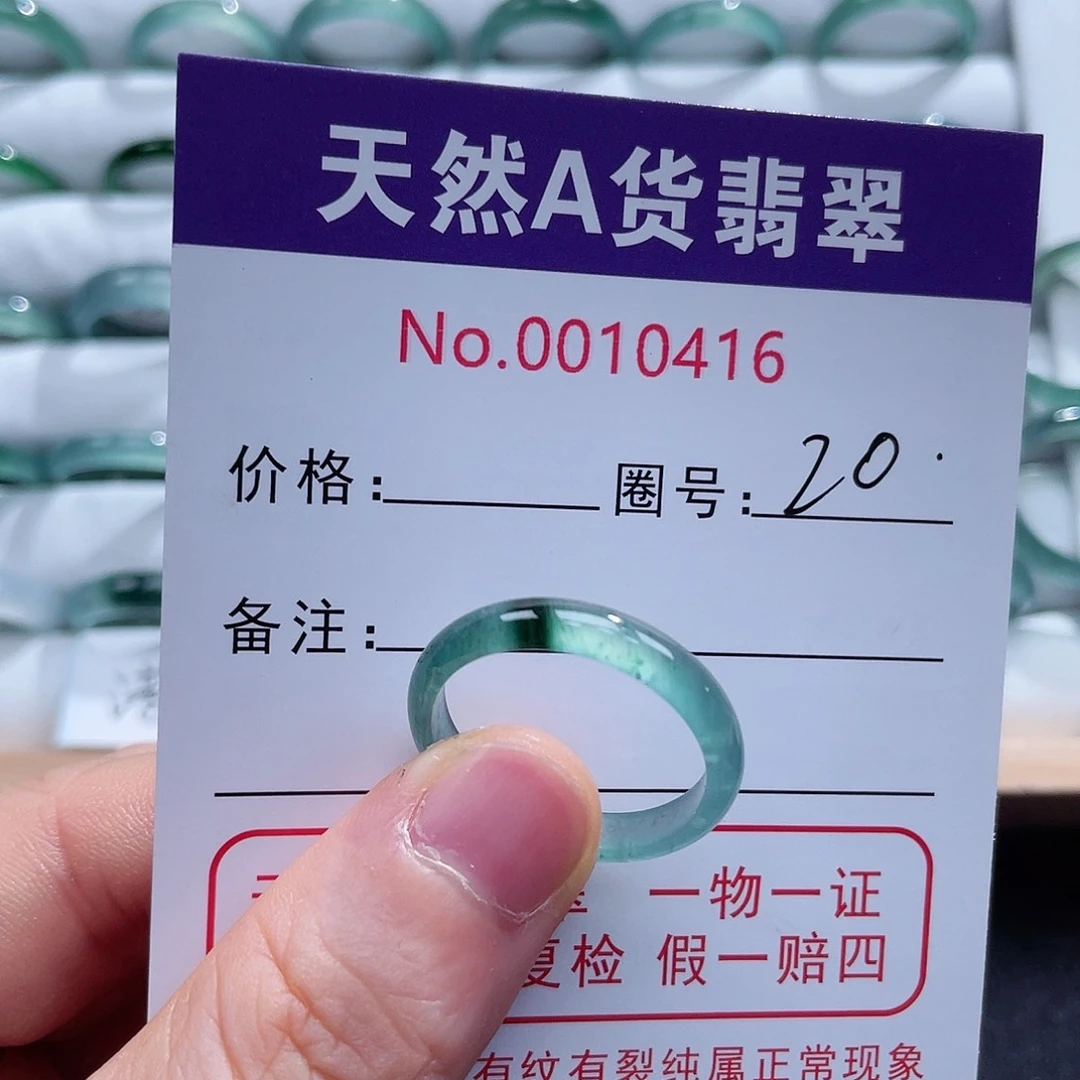 天然A货翡翠
No.0010416
价格: 圈号: 20.
备注:
一物一证
复检 假一赔四
有纹有裂纯属正常现象